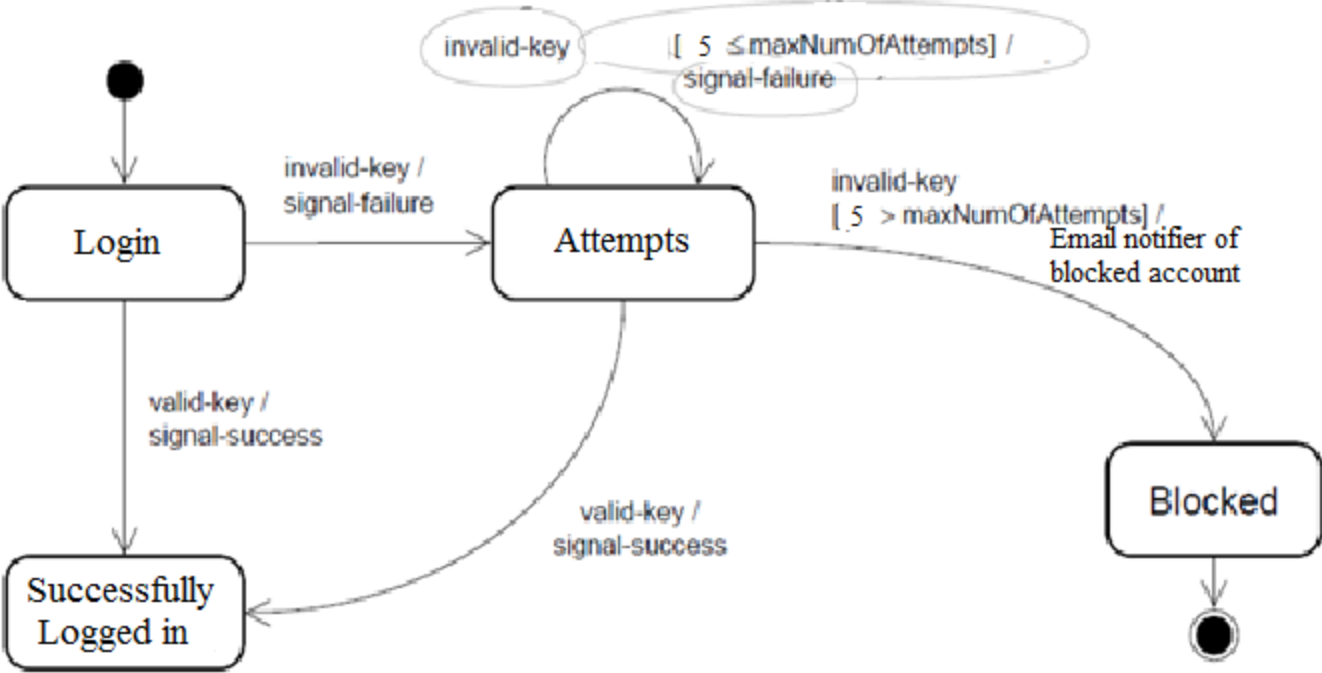 invalid-key [ 5 ≤ maxNumOfAttempts] /
signal-failure
invalid-key /
signal-failure
invalid-key
[ 5 > maxNumOfAttempts] /
Email notifier of
blocked account
Login
Attempts
valid-key /
signal-success
valid-key /
signal-success
Blocked
Successfully
Logged in